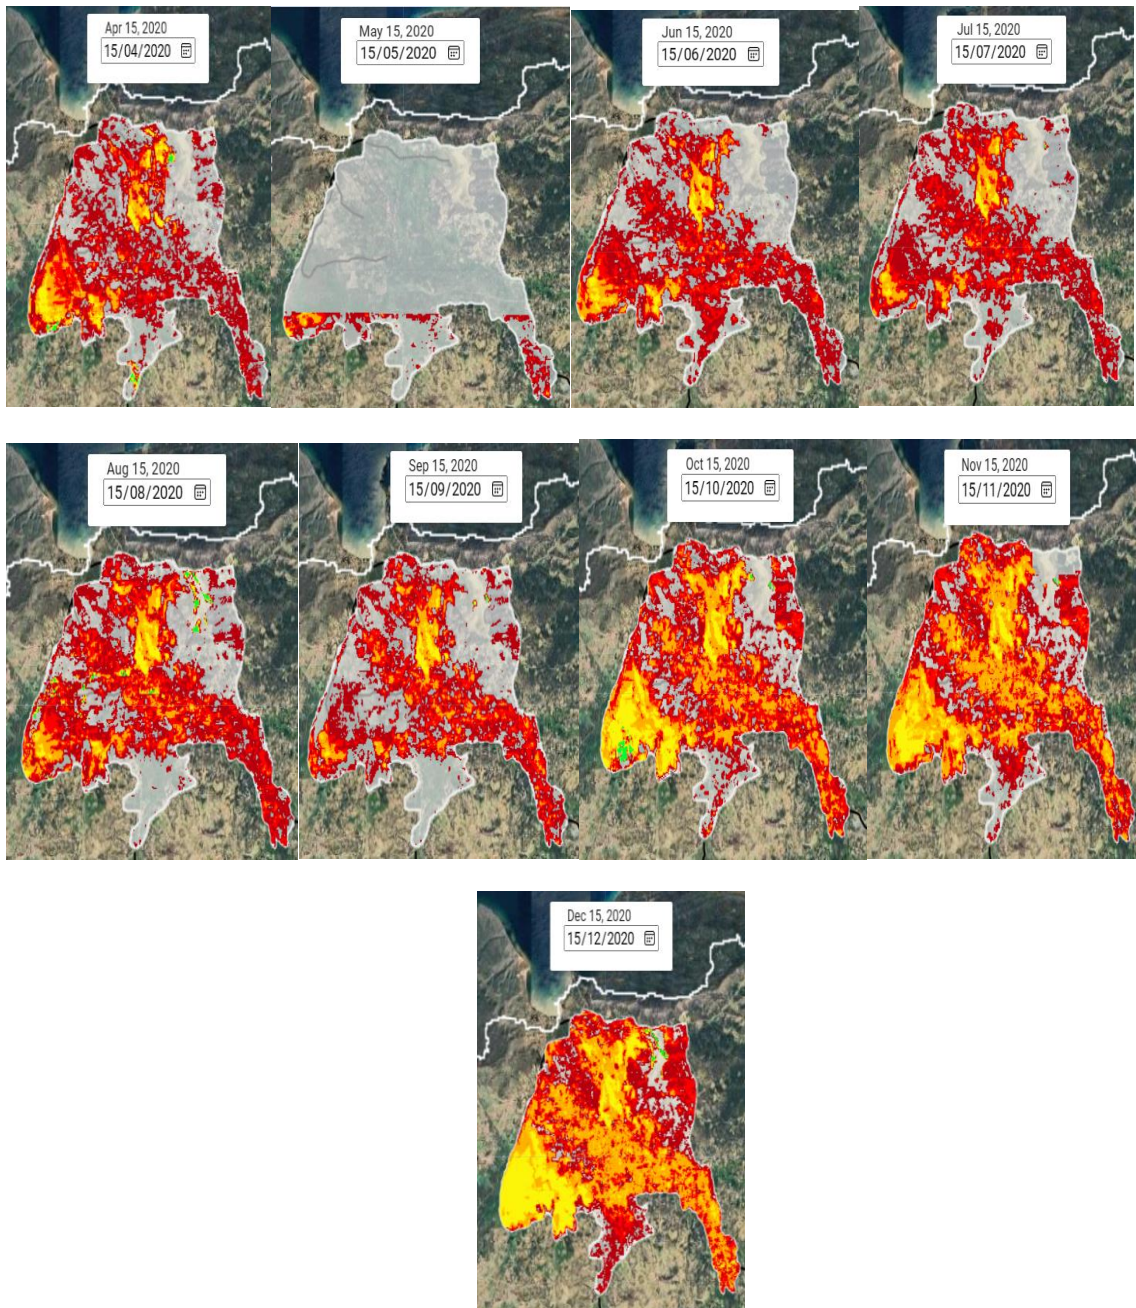 Apr 15, 2020
15/04/2020
May 15, 2020
15/05/2020
Jun 15, 2020
15/06/2020
Jul 15, 2020
15/07/2020
Aug 15, 2020
15/08/2020
Sep 15, 2020
15/09/2020
Oct 15, 2020
15/10/2020
Nov 15, 2020
15/11/2020
Dec 15, 2020
15/12/2020